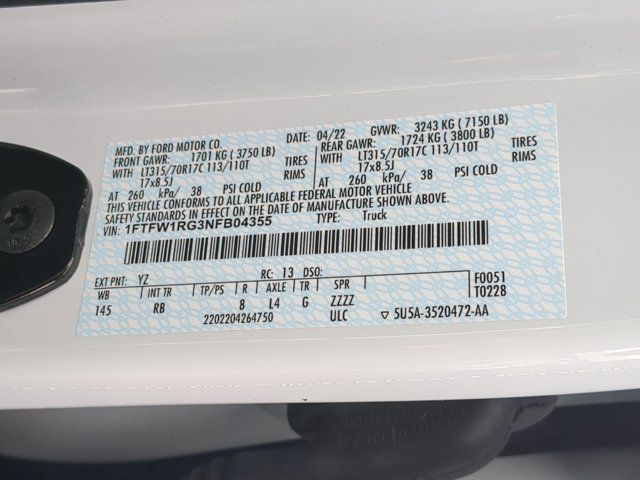 MFD. BY FORD MOTOR CO. DATE: 04/22 GVWR: 3243 KG ( 7150 LB)
FRONT GAWR: 1701 KG ( 3750 LB) REAR GAWR: 1724 KG ( 3800 LB)
LT315/70R17C 113/110T TIRES LT315/70R17C 113/110T TIRES
17x8.5J RIMS 17x8.5J RIMS
AT 260 kPa/ 38 PSI COLD AT 260 kPa/ 38 PSI COLD
THIS VEHICLE CONFORMS TO ALL APPLICABLE FEDERAL MOTOR VEHICLE
SAFETY STANDARDS IN EFFECT ON THE DATE OF MANUFACTURE SHOWN ABOVE.
VIN: 1FTFW1RG3NFB04355 TYPE: Truck
EXT PNT: YZ RC: 13 DSO: F0051
WB INT TR TP/PS R AXLE TR SPR T0228
145 RB 8 L4 G ZZZZ
2202204264750 ULC ▽ 5U5A-3520472-AA